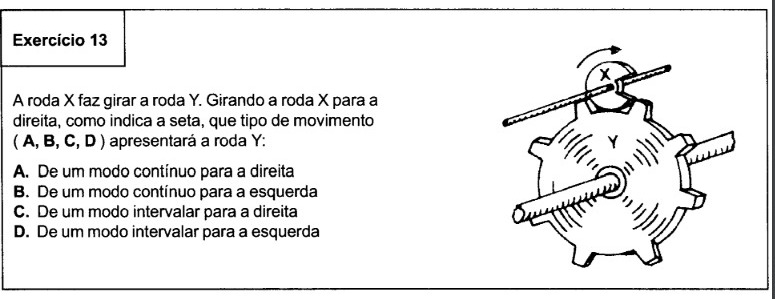 Exercício 13
A roda X faz girar a roda Y. Girando a roda X para a
direita, como indica a seta, que tipo de movimento
( A, B, C, D ) apresentará a roda Y:
A. De um modo contínuo para a direita
B. De um modo contínuo para a esquerda
C. De um modo intervalar para a direita
D. De um modo intervalar para a esquerda
X
Y